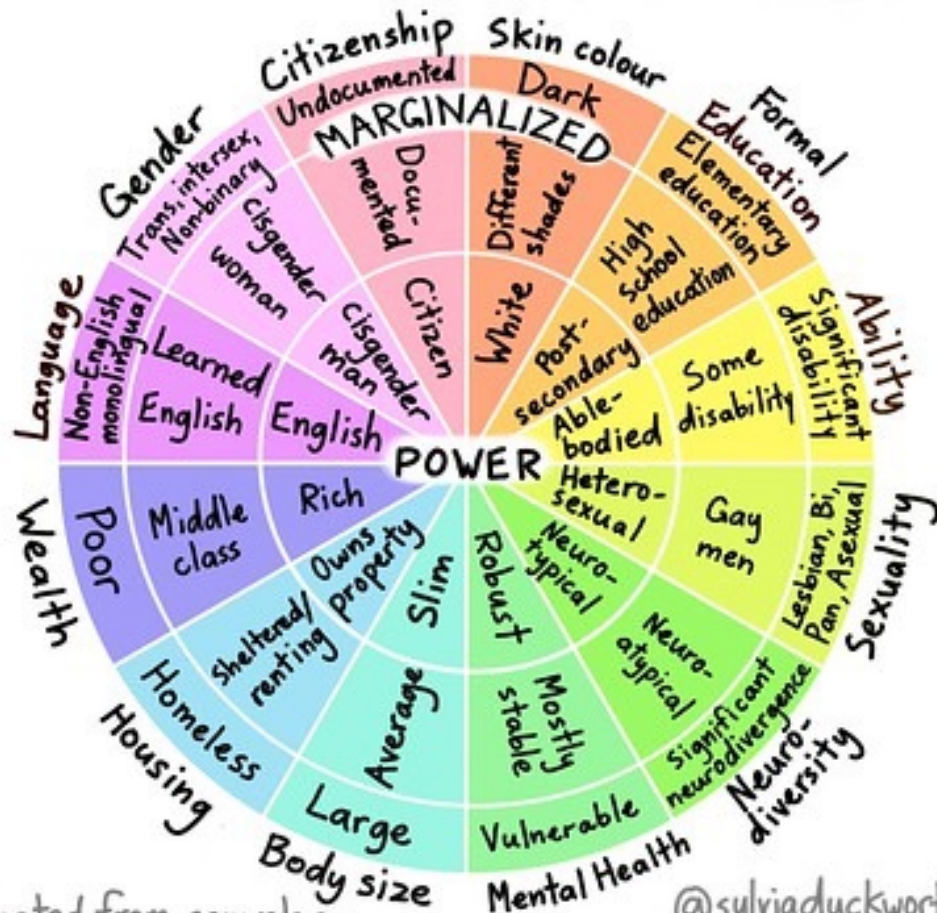 Citizenship
Undocumented
Docu-
mented
Citizen
Skin colour
Dark
Different
shades
White
Formal
Education
Elementary
education
High
school
education
Post-
secondary
Ability
Significant
disability
Some
disability
Able-
bodied
Sexuality
Lesbian, Bi,
Pan, Asexual
Gay
men
Hetero-
sexual
Neuro-
diversity
Significant
neurodivergence
Neuro-
atypical
Neuro-
typical
Mental Health
Vulnerable
Mostly
stable
Robust
Body size
Large
Average
Slim
Housing
Homeless
Sheltered/
renting
Owns
property
Wealth
Poor
Middle
class
Rich
Language
Non-English
monolingual
Learned
English
English
Gender
Trans, intersex,
Non-binary
cisgender
woman
cisgender
man
MARGINALIZED
POWER
@sylviaduckwort